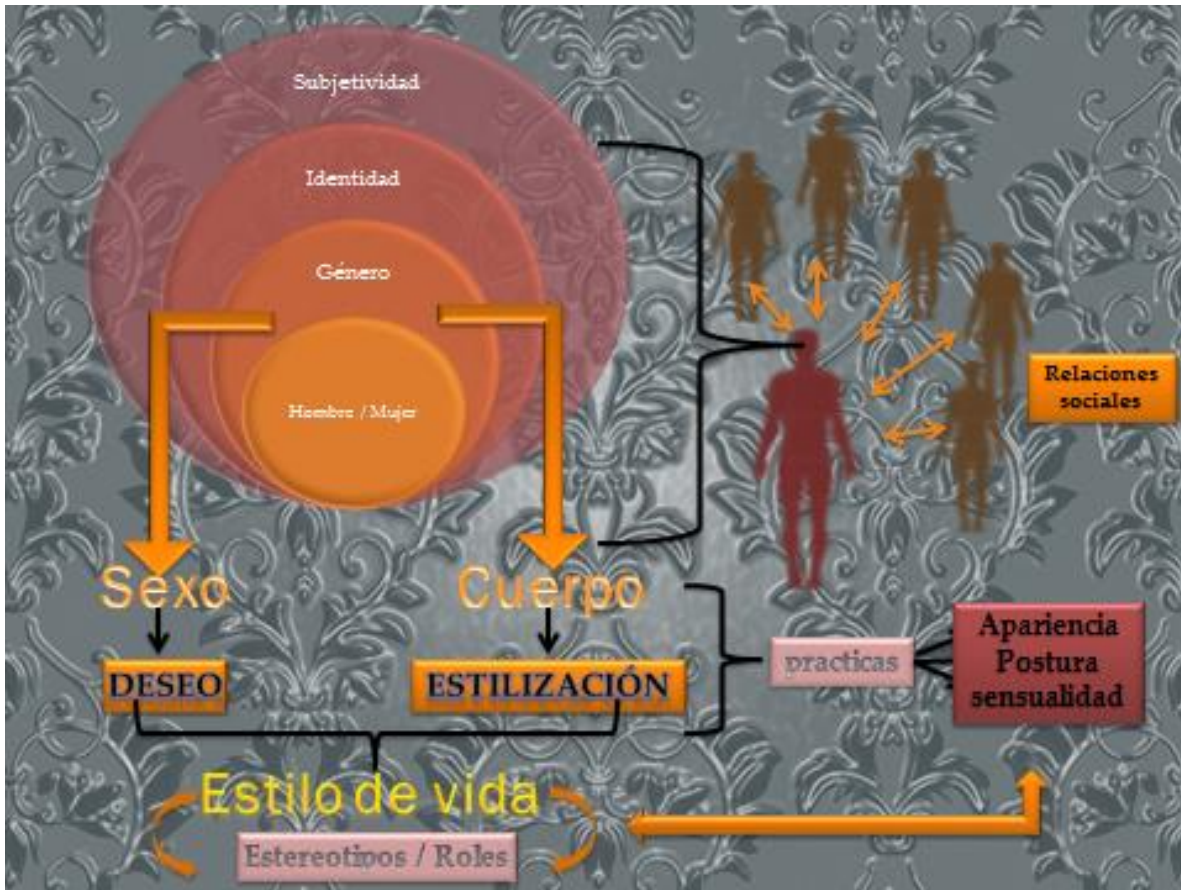 Subjetividad
Identidad
Género
Hombre / Mujer
Relaciones
sociales
Sexo
Cuerpo
DESEO
ESTILIZACIÓN
practicas
Apariencia
Postura
sensualidad
Estilo de vida
Estereotipos / Roles